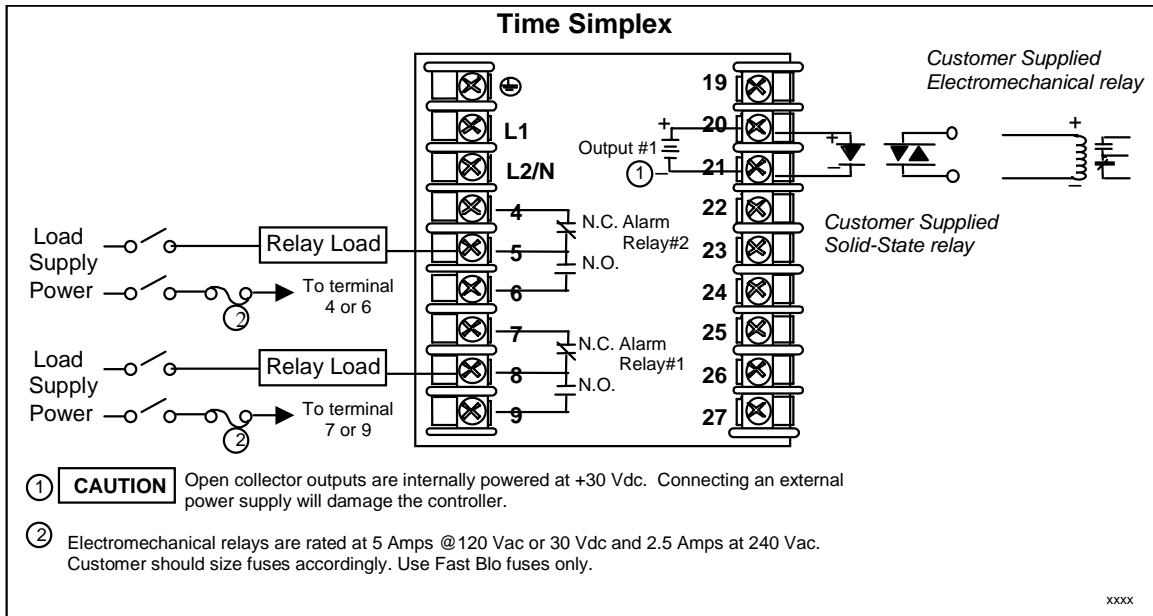 Time Simplex
L1
L2/N
4
5
6
7
8
9
19
20
21
22
23
24
25
26
27
+
Output #1
1
–
+
–
Customer Supplied
Electromechanical relay
+
–
Customer Supplied
Solid-State relay
N.C. Alarm
Relay#2
N.O.
N.C. Alarm
Relay#1
N.O.
Load
Supply
Power
Relay Load
2
To terminal
4 or 6
Load
Supply
Power
Relay Load
2
To terminal
7 or 9
1 CAUTION Open collector outputs are internally powered at +30 Vdc. Connecting an external
power supply will damage the controller.
2 Electromechanical relays are rated at 5 Amps @120 Vac or 30 Vdc and 2.5 Amps at 240 Vac.
Customer should size fuses accordingly. Use Fast Blo fuses only.
xxxx